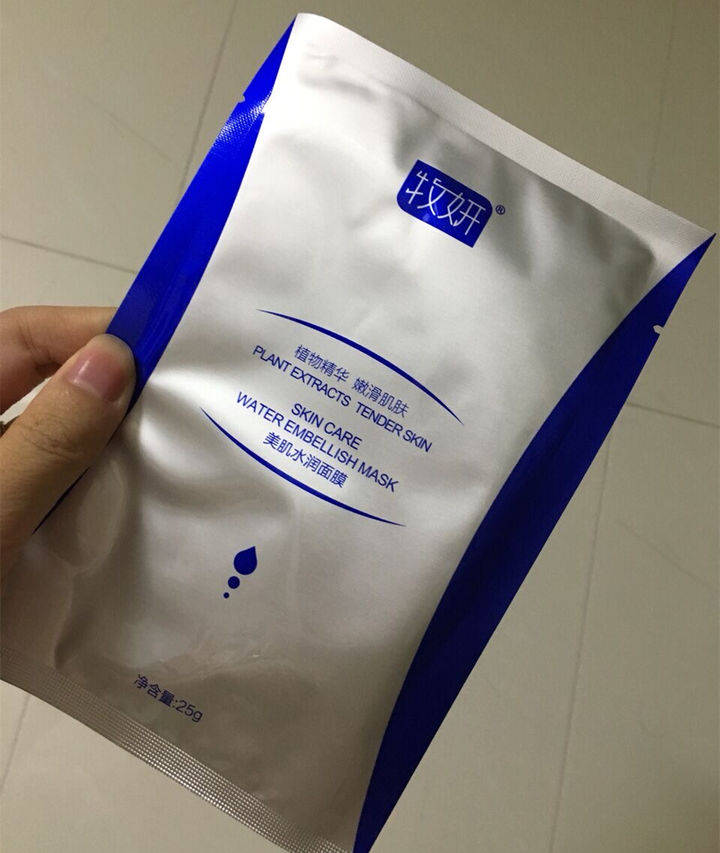 牧妍®
植物精华 嫩滑肌肤
PLANT EXTRACTS TENDER SKIN
SKIN CARE
WATER EMBELLISH MASK
美肌水润面膜
净含量:25g